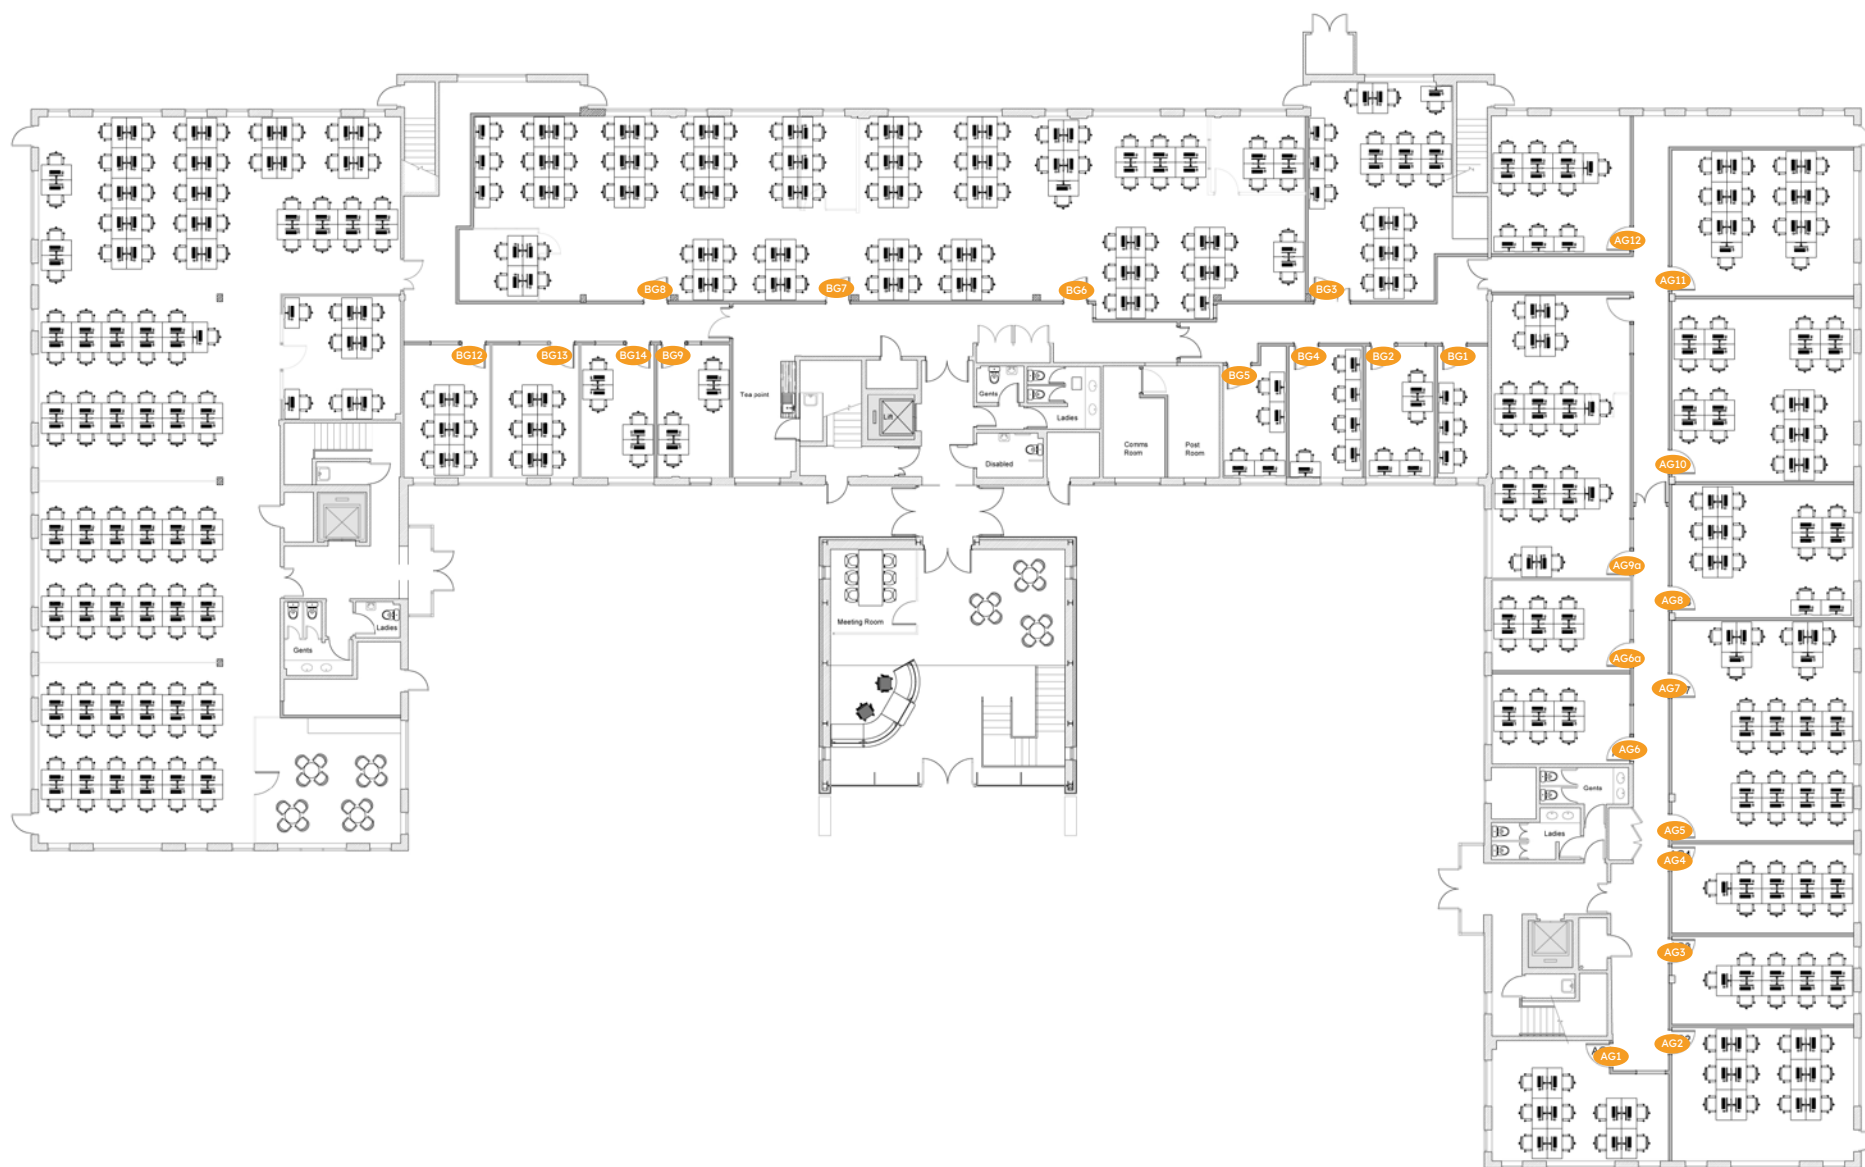 AG12
AG11
BG8
BG7
BG6
BG3
BG12
BG13
BG14
BG9
BG5
BG4
BG2
BG1
Tea point
Lift
Gents
Ladies
Disabled
Comms
Room
Post
Room
AG10
AG9a
AG8
Meeting Room
Ladies
Gents
AG6a
AG7
AG6
Gents
Ladies
AG5
AG4
AG3
AG2
AG1